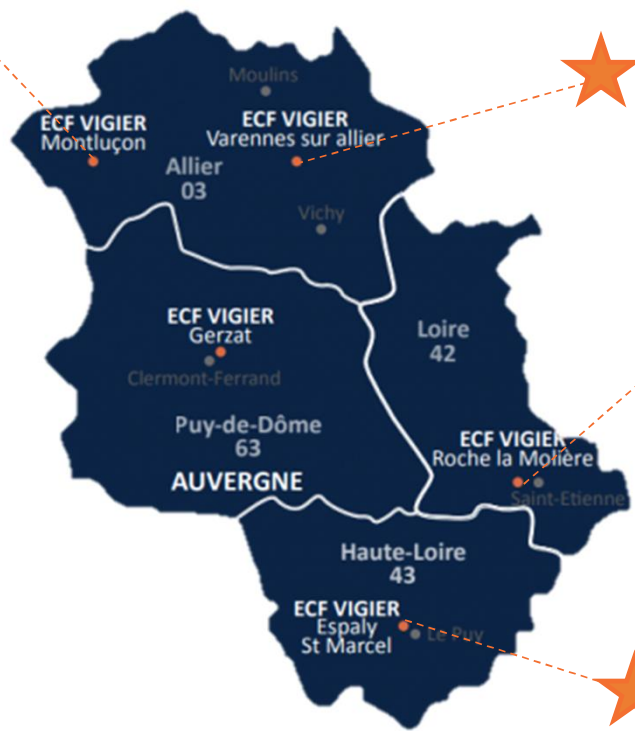 Moulins
ECF VIGIER
Montluçon
ECF VIGIER
Varennes sur allier
Allier
03
Vichy
ECF VIGIER
Gerzat
Clermont-Ferrand
Loire
42
Puy-de-Dôme
63
AUVERGNE
ECF VIGIER
Roche la Molière
Saint-Etienne
Haute-Loire
43
ECF VIGIER
Espaly
St Marcel
Le Puy